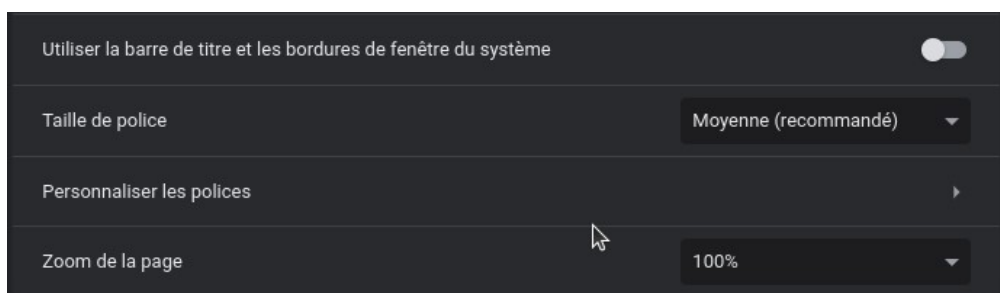 Utiliser la barre de titre et les bordures de fenêtre du système
Taille de police
Moyenne (recommandé)
Personnaliser les polices
Zoom de la page
100%